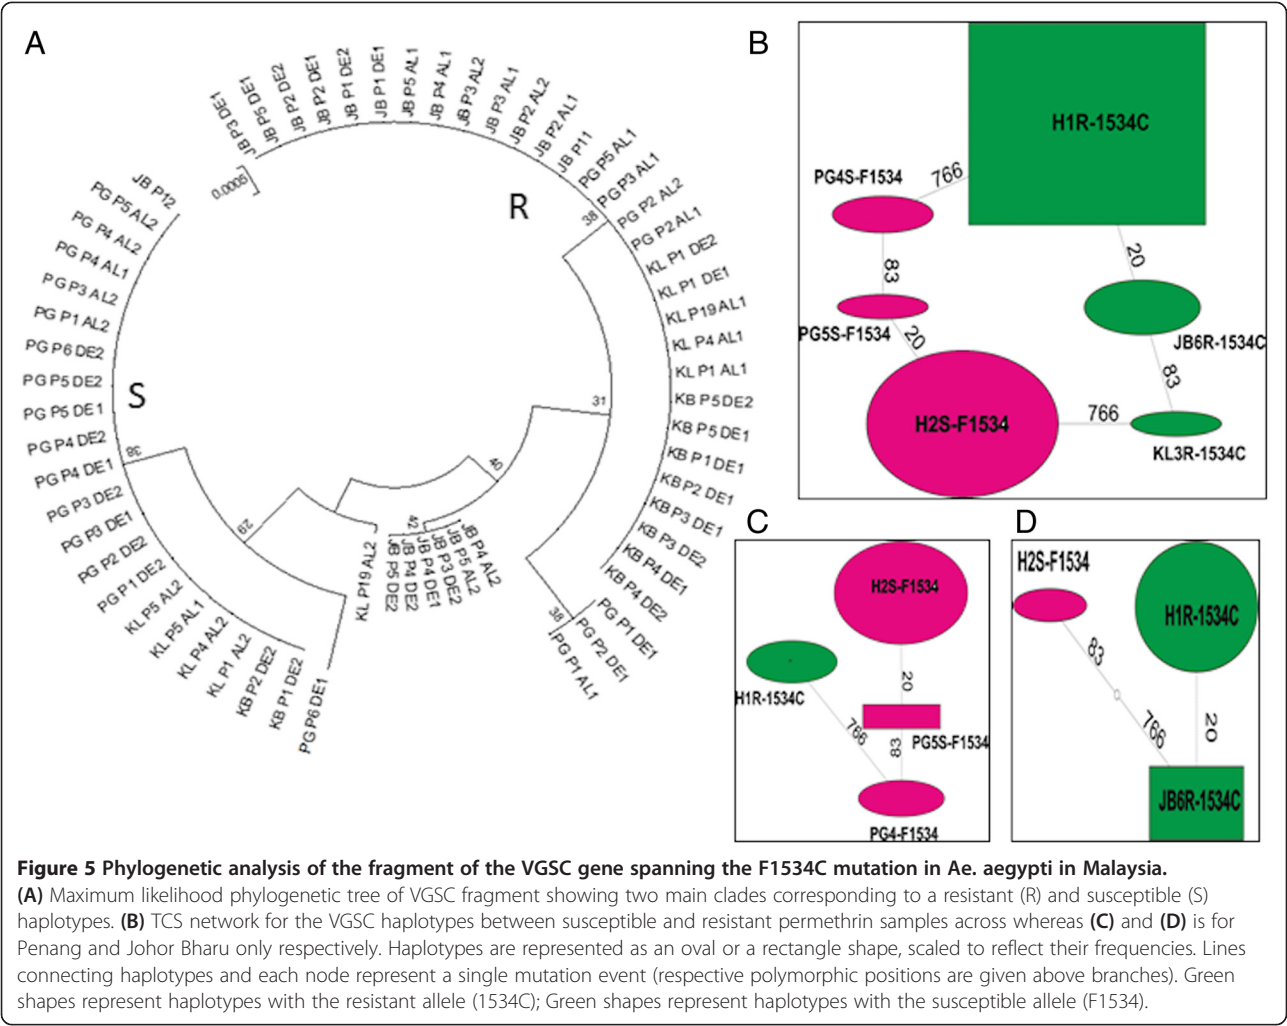 A
JB P3 DE1
JB P5 DE1
JB P2 DE2
JB P2 DE1
JB P1 DE2
JB P1 DE1
JB P5 AL1
JB P4 AL1
JB P3 AL2
JB P3 AL1
JB P2 AL2
JB P2 AL1
JB P11
PG P5 AL1
PG P3 AL1
PG P2 AL2
PG P2 AL1
KL P1 DE2
KL P1 DE1
KL P19 AL1
KL P4 AL1
KL P1 AL1
KB P5 DE2
KB P5 DE1
KB P1 DE1
KB P2 DE1
KB P3 DE1
KB P3 DE2
KB P4 DE1
KB P4 DE2
PG P1 DE1
PG P2 DE1
PG P1 AL1
JB P4 AL2
JB P5 AL2
JB P3 DE2
JB P4 DE1
JB P4 DE2
JB P5 DE2
KL P19 AL2
PG P6 DE1
KB P1 DE2
KB P2 DE2
KL P1 AL2
KL P4 AL2
KL P5 AL1
KL P5 AL2
PG P1 DE2
PG P2 DE2
PG P3 DE1
PG P3 DE2
PG P4 DE1
PG P4 DE2
PG P5 DE1
PG P5 DE2
PG P6 DE2
PG P1 AL2
PG P3 AL2
PG P4 AL1
PG P4 AL2
PG P5 AL2
JB P12
0.0005
R
S
38
31
40
42
38
38
29
B
H1R-1534C
PG4S-F1534
766
20
83
PG5S-F1534
20
JB6R-1534C
83
H2S-F1534
766
KL3R-1534C
C
H2S-F1534
H1R-1534C
20
766
PG5S-F1534
83
PG4-F1534
D
H2S-F1534
H1R-1534C
83
766
20
JB6R-1534C
Figure 5 Phylogenetic analysis of the fragment of the VGSC gene spanning the F1534C mutation in Ae. aegypti in Malaysia.
(A) Maximum likelihood phylogenetic tree of VGSC fragment showing two main clades corresponding to a resistant (R) and susceptible (S)
haplotypes. (B) TCS network for the VGSC haplotypes between susceptible and resistant permethrin samples across whereas (C) and (D) is for
Penang and Johor Bharu only respectively. Haplotypes are represented as an oval or a rectangle shape, scaled to reflect their frequencies. Lines
connecting haplotypes and each node represent a single mutation event (respective polymorphic positions are given above branches). Green
shapes represent haplotypes with the resistant allele (1534C); Green shapes represent haplotypes with the susceptible allele (F1534).